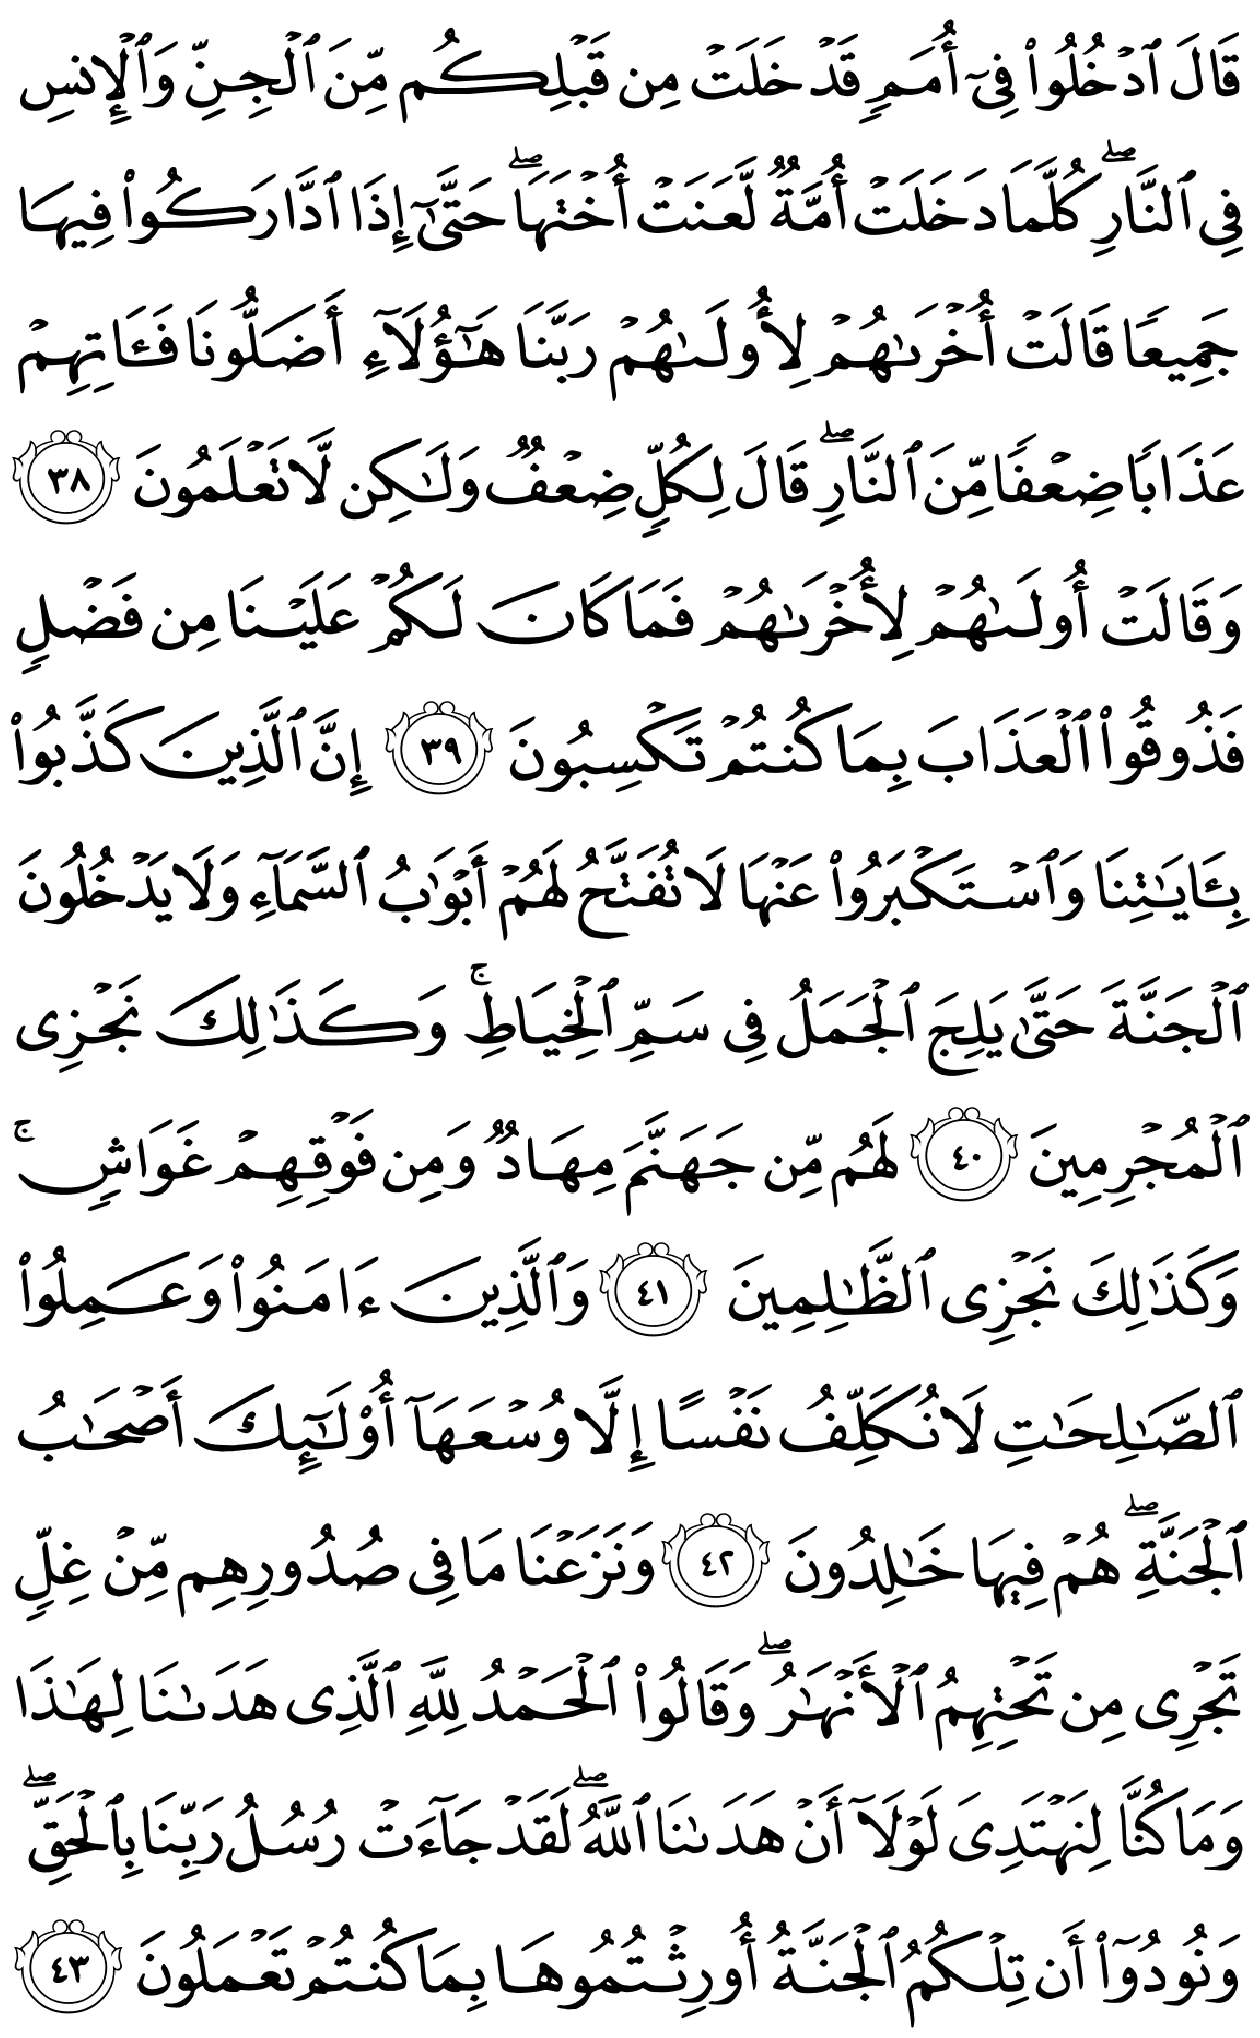 قَالَ ٱدْخُلُوا۟ فِىٓ أُمَمٍ قَدْ خَلَتْ مِن قَبْلِكُم مِّنَ ٱلْجِنِّ وَٱلْإِنسِ
فِى ٱلنَّارِ ۖ كُلَّمَا دَخَلَتْ أُمَّةٌ لَّعَنَتْ أُخْتَهَا ۖ حَتَّىٰٓ إِذَا ٱدَّارَكُوا۟ فِيهَا
جَمِيعًا قَالَتْ أُخْرَىٰهُمْ لِأُولَىٰهُمْ رَبَّنَا هَٰٓؤُلَآءِ أَضَلُّونَا فَـَٔاتِهِمْ
عَذَابًا ضِعْفًا مِّنَ ٱلنَّارِ ۖ قَالَ لِكُلٍّ ضِعْفٌ وَلَٰكِن لَّا تَعْلَمُونَ ٣٨
وَقَالَتْ أُولَىٰهُمْ لِأُخْرَىٰهُمْ فَمَا كَانَ لَكُمْ عَلَيْنَا مِن فَضْلٍ
فَذُوقُوا۟ ٱلْعَذَابَ بِمَا كُنتُمْ تَكْسِبُونَ ٣٩ إِنَّ ٱلَّذِينَ كَذَّبُوا۟
بِـَٔايَٰتِنَا وَٱسْتَكْبَرُوا۟ عَنْهَا لَا تُفَتَّحُ لَهُمْ أَبْوَٰبُ ٱلسَّمَآءِ وَلَا يَدْخُلُونَ
ٱلْجَنَّةَ حَتَّىٰ يَلِجَ ٱلْجَمَلُ فِى سَمِّ ٱلْخِيَاطِ ۚ وَكَذَٰلِكَ نَجْزِى
ٱلْمُجْرِمِينَ ٤٠ لَهُم مِّن جَهَنَّمَ مِهَادٌ وَمِن فَوْقِهِمْ غَوَاشٍ ۚ
وَكَذَٰلِكَ نَجْزِى ٱلظَّٰلِمِينَ ٤١ وَٱلَّذِينَ ءَامَنُوا۟ وَعَمِلُوا۟
ٱلصَّٰلِحَٰتِ لَا نُكَلِّفُ نَفْسًا إِلَّا وُسْعَهَآ أُو۟لَٰٓئِكَ أَصْحَٰبُ
ٱلْجَنَّةِ ۖ هُمْ فِيهَا خَٰلِدُونَ ٤٢ وَنَزَعْنَا مَا فِى صُدُورِهِم مِّنْ غِلٍّ
تَجْرِى مِن تَحْتِهِمُ ٱلْأَنْهَٰرُ ۖ وَقَالُوا۟ ٱلْحَمْدُ لِلَّهِ ٱلَّذِى هَدَىٰنَا لِهَٰذَا
وَمَا كُنَّا لِنَهْتَدِىَ لَوْلَآ أَنْ هَدَىٰنَا ٱللَّهُ ۖ لَقَدْ جَآءَتْ رُسُلُ رَبِّنَا بِٱلْحَقِّ ۖ
وَنُودُوٓا۟ أَن تِلْكُمُ ٱلْجَنَّةُ أُورِثْتُمُوهَا بِمَا كُنتُمْ تَعْمَلُونَ ٤٣